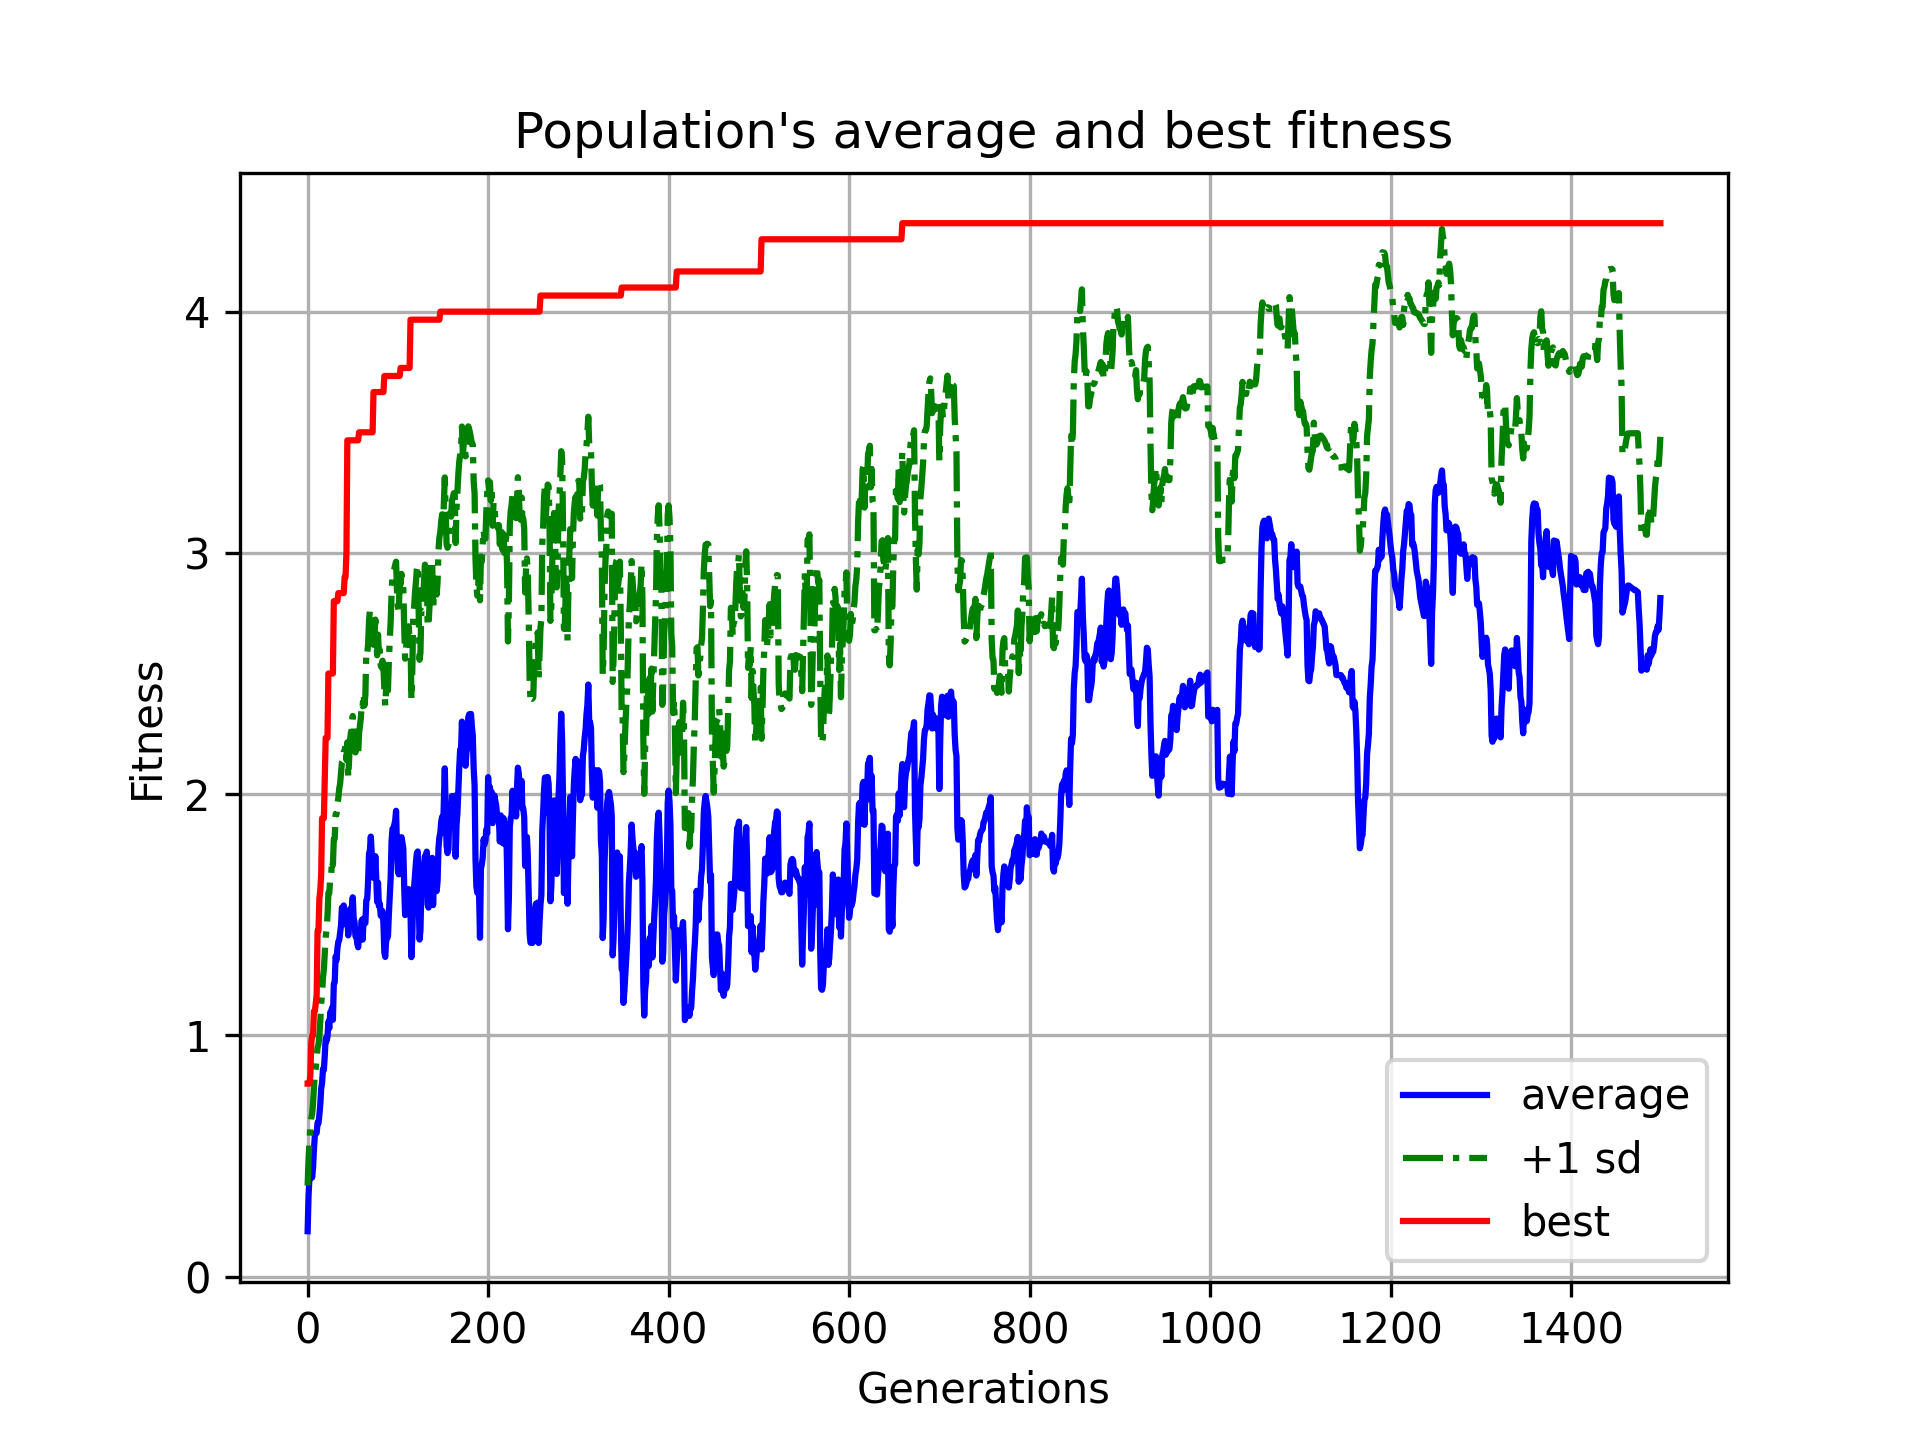 Population's average and best fitness
Fitness
4
3
2
1
0
0 200 400 600 800 1000 1200 1400
Generations
average
+1 sd
best